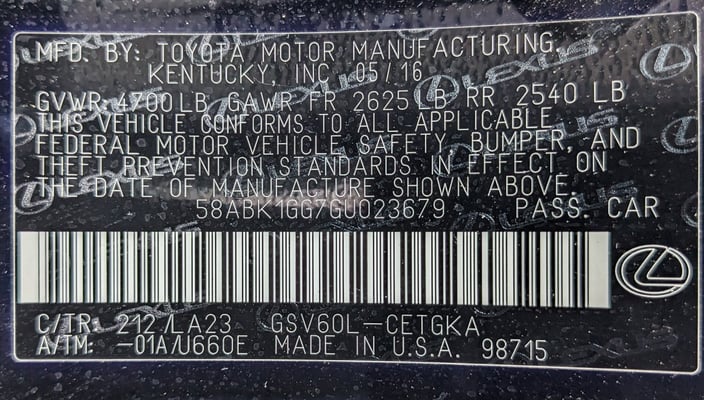 MFD. BY: TOYOTA MOTOR MANUFACTURING.
KENTUCKY, INC. 05/16
GVWR 4700LB GAWR FR 2625LB RR 2540 LB
THIS VEHICLE CONFORMS TO ALL APPLICABLE
FEDERAL MOTOR VEHICLE SAFETY, BUMPER, AND
THEFT PREVENTION STANDARDS IN EFFECT ON
THE DATE OF MANUFACTURE SHOWN ABOVE.
58ABK1GG7GU023679 PASS. CAR
C/TR: 212/LA23 GSV60L-CETGKA
A/TM: -01A/U660E MADE IN U.S.A. 98715